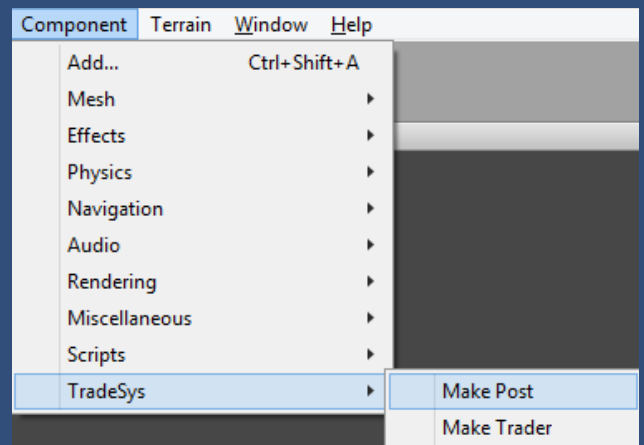 Component Terrain Window Help
Add... Ctrl+Shift+A
Mesh
Effects
Physics
Navigation
Audio
Rendering
Miscellaneous
Scripts
TradeSys Make Post
Make Trader